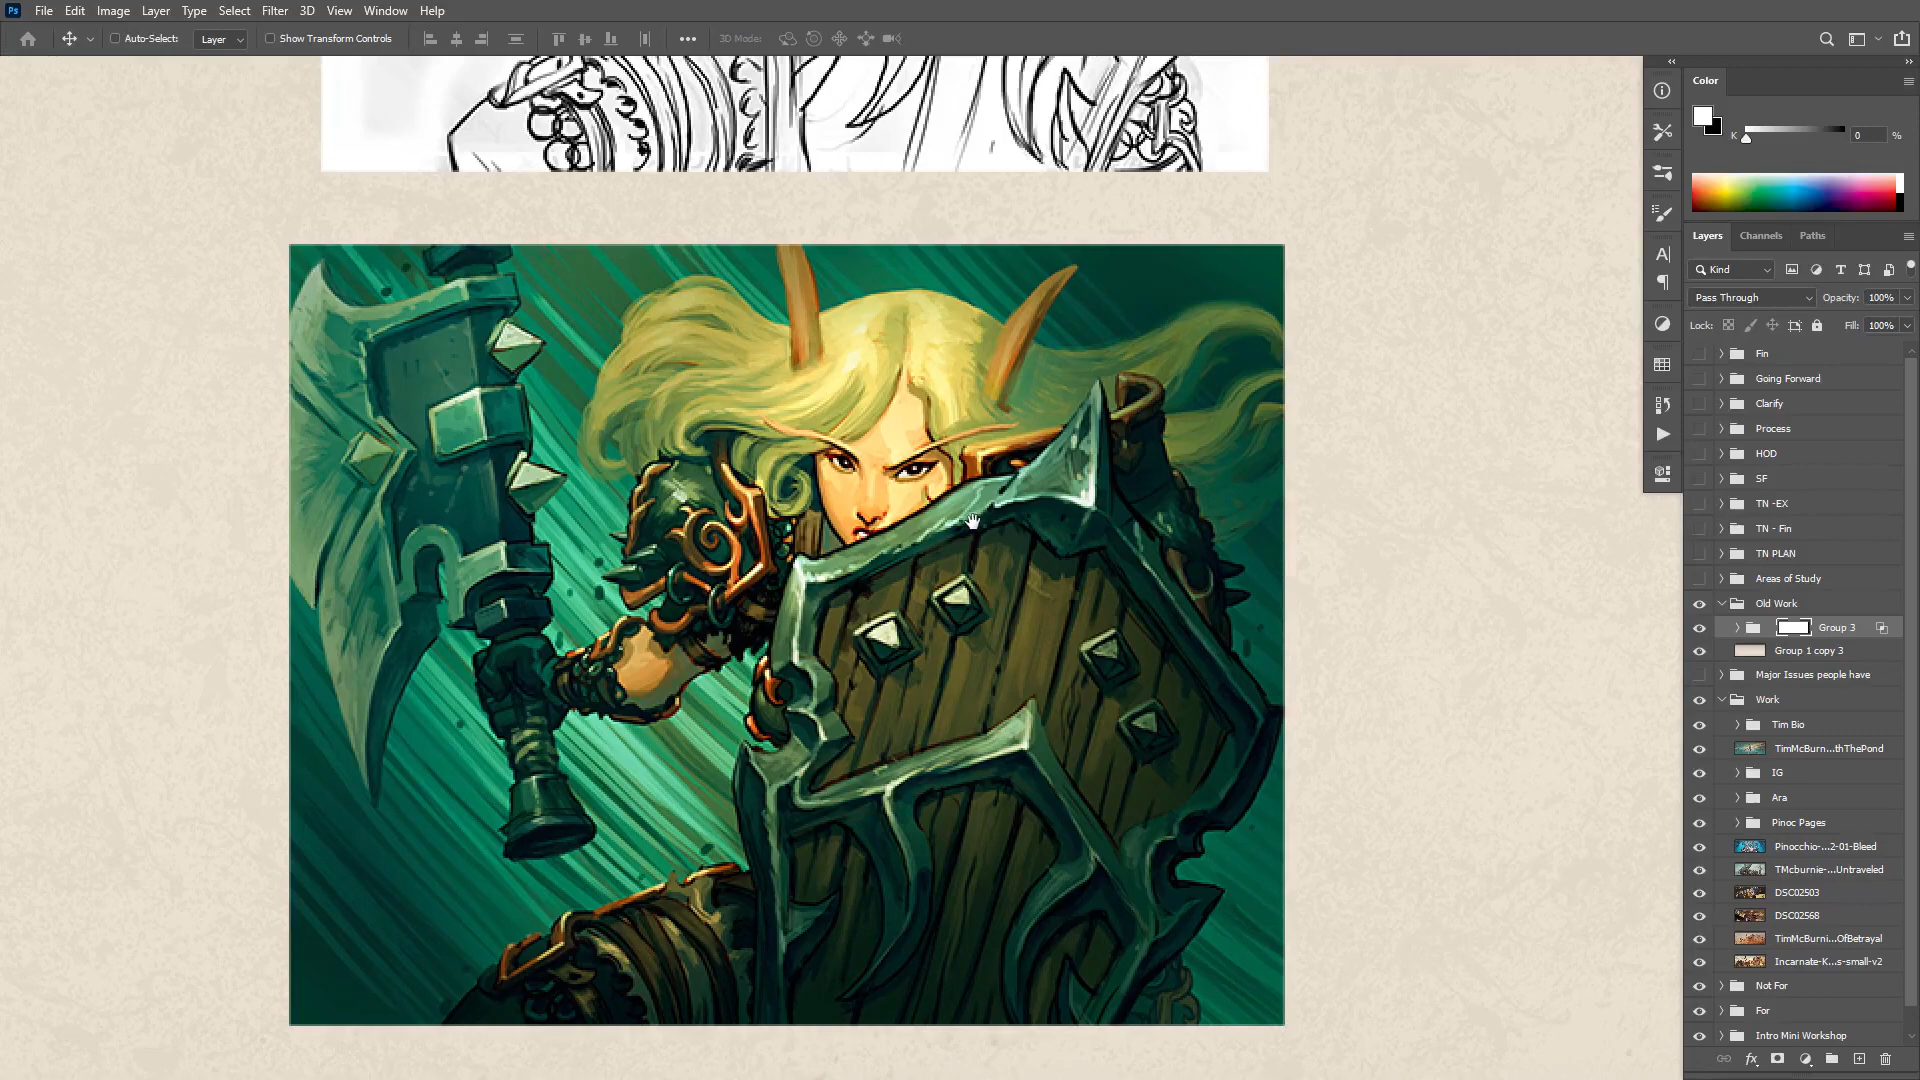 Ps File Edit Image Layer Type Select Filter 3D View Window Help
Auto-Select: Layer Show Transform Controls 3D Mode:
Color
K 0 %
Layers Channels Paths
Kind
Pass Through Opacity: 100%
Lock: Fill: 100%
Fin
Going Forward
Clarify
Process
HOD
SF
TN -EX
TN - Fin
TN PLAN
Areas of Study
Old Work
Group 3
Group 1 copy 3
Major Issues people have
Work
Tim Bio
TimMcBurn...thThePond
IG
Ara
Pinoc Pages
Pinocchio-...2-01-Bleed
TMcburnie-...Untraveled
DSC02503
DSC02568
TimMcBurni...OfBetrayal
Incarnate-K...s-small-v2
Not For
For
Intro Mini Workshop
fx